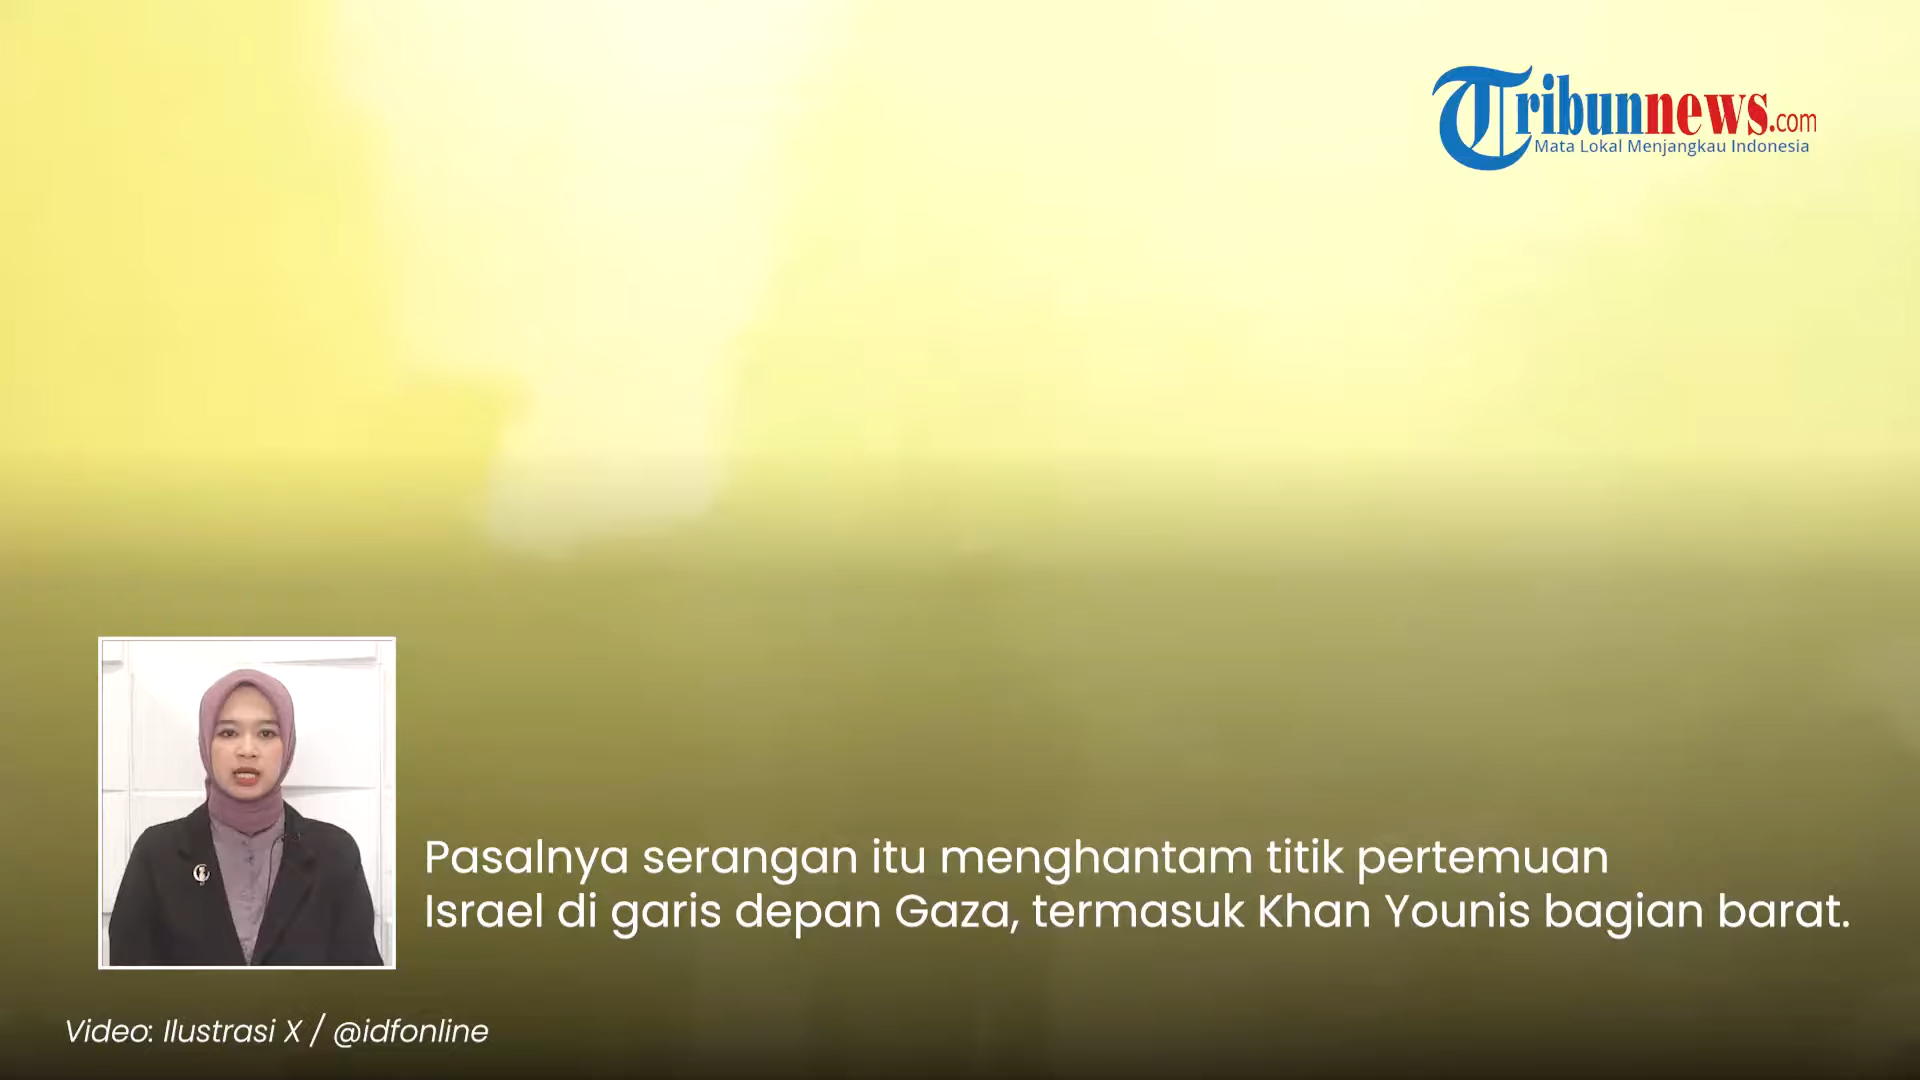 Tribunnews.com
Mata Lokal Menjangkau Indonesia
Pasalnya serangan itu menghantam titik pertemuan
Israel di garis depan Gaza, termasuk Khan Younis bagian barat.
Video: Ilustrasi X / @idfonline